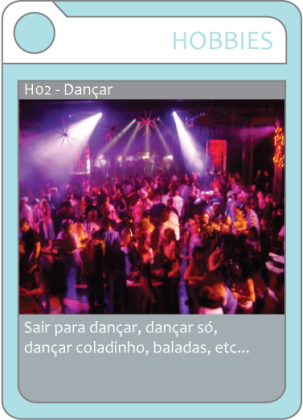 HOBBIES
H02 - Dançar
Sair para dançar, dançar só,
dançar coladinho, baladas, etc...